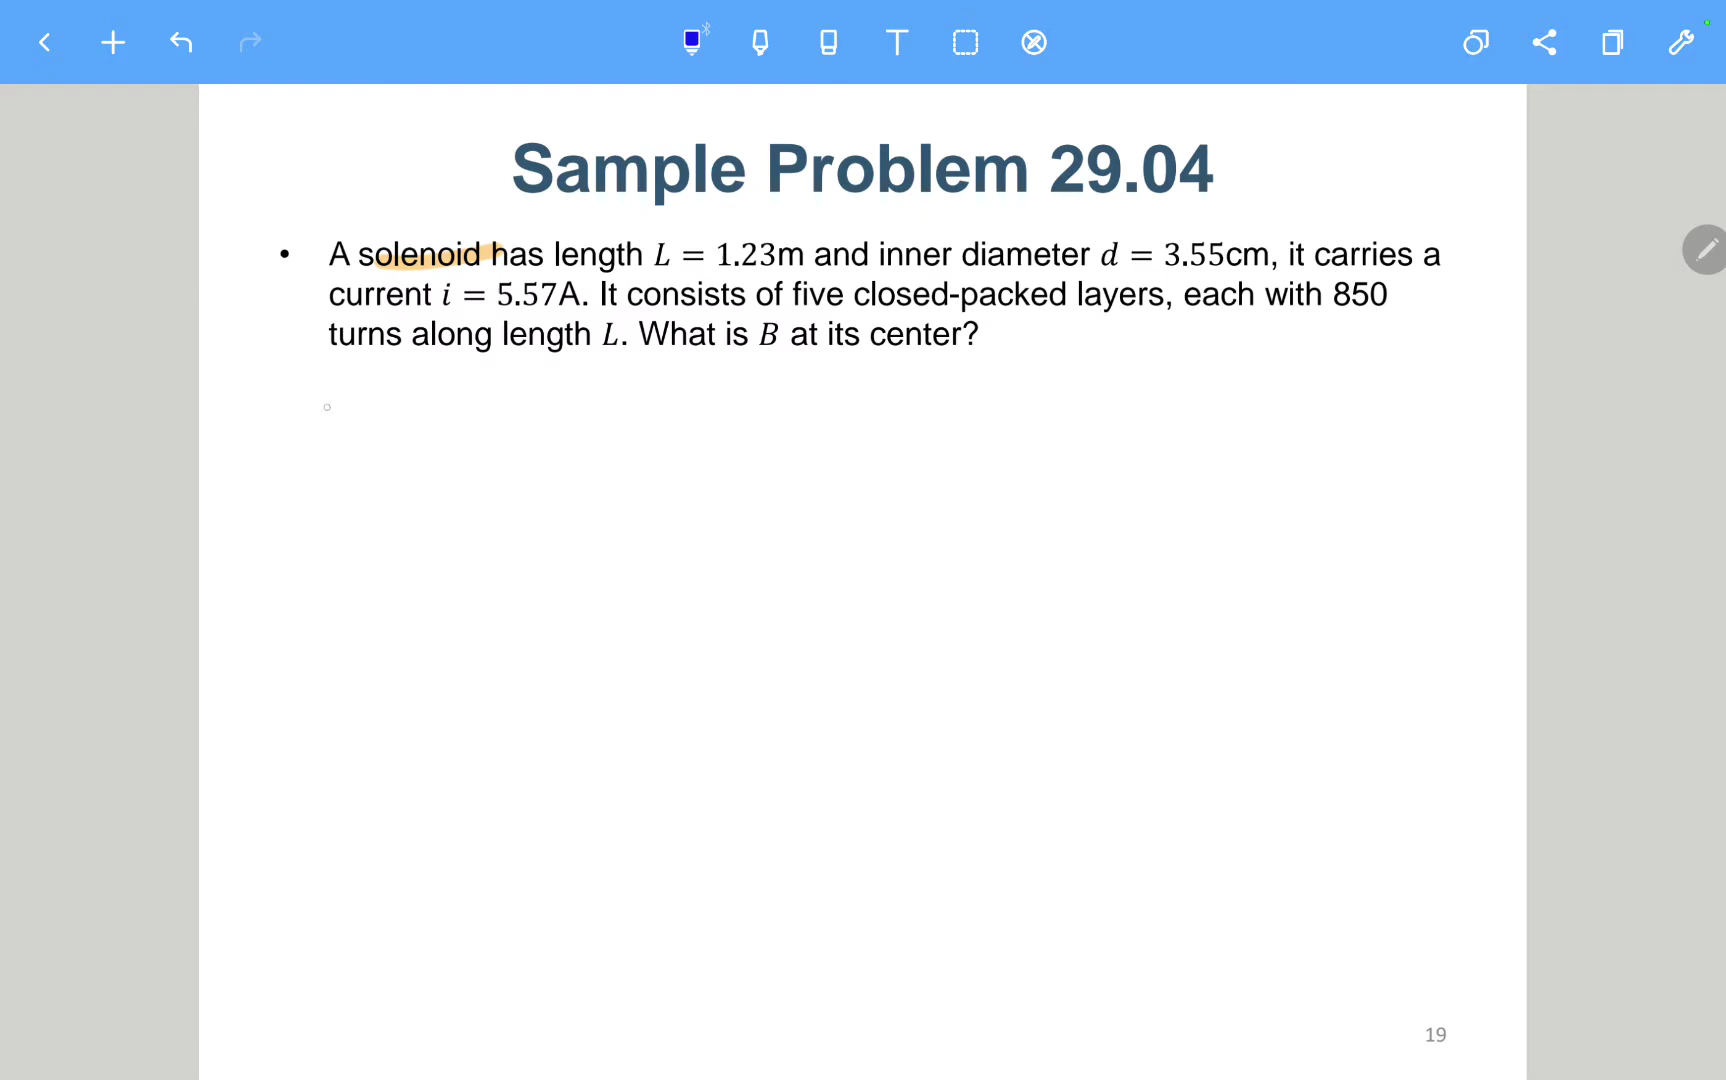 Sample Problem 29.04
• A solenoid has length L = 1.23m and inner diameter d = 3.55cm, it carries a
current i = 5.57A. It consists of five closed-packed layers, each with 850
turns along length L. What is B at its center?
19